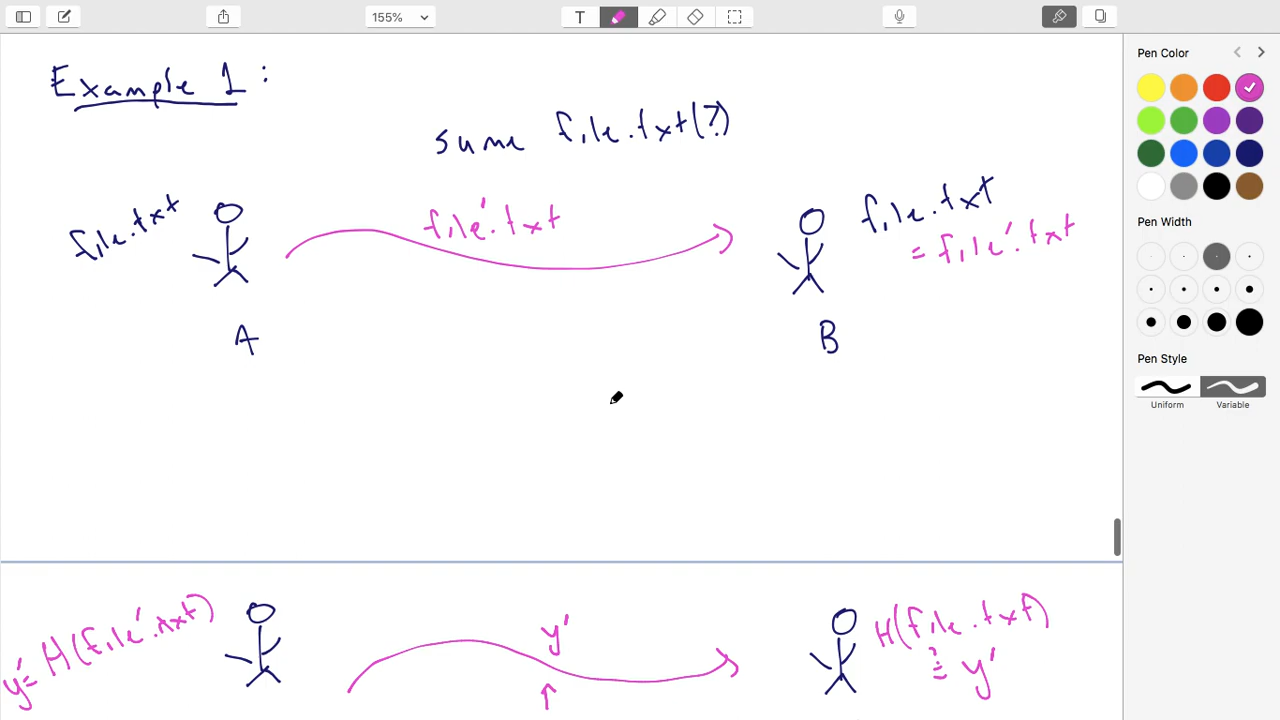 155%
T
Example 1:
same file.txt(?)
file.txt
file'.txt
file.txt
= file'.txt
A
B
y'= H(file'.txt)
y'
H(file.txt)
≟ y'
Pen Color
Pen Width
Pen Style
Uniform
Variable